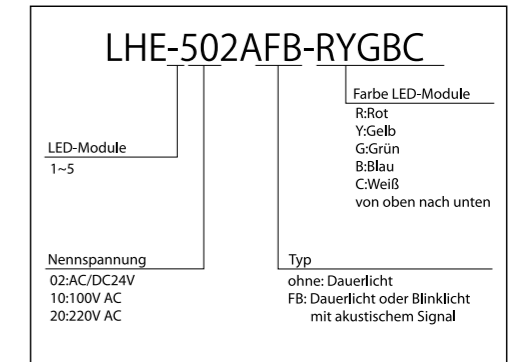 LHE-502AFB-RYGBC
Farbe LED-Module
R:Rot
Y:Gelb
G:Grün
B:Blau
C:Weiß
von oben nach unten
LED-Module
1~5
Nennspannung
02:AC/DC24V
10:100V AC
20:220V AC
Typ
ohne: Dauerlicht
FB: Dauerlicht oder Blinklicht
mit akustischem Signal